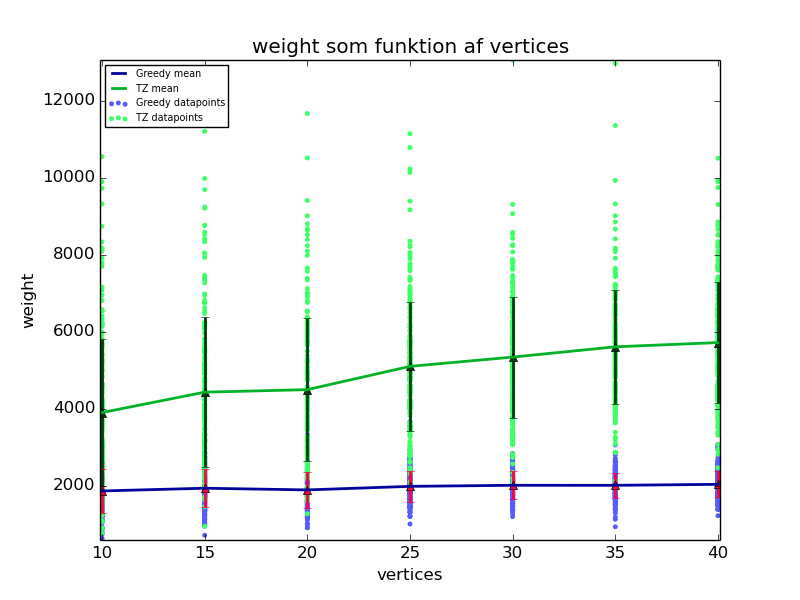 weight som funktion af vertices
Greedy mean
TZ mean
Greedy datapoints
TZ datapoints
12000
10000
8000
6000
4000
2000
weight
10 15 20 25 30 35 40
vertices